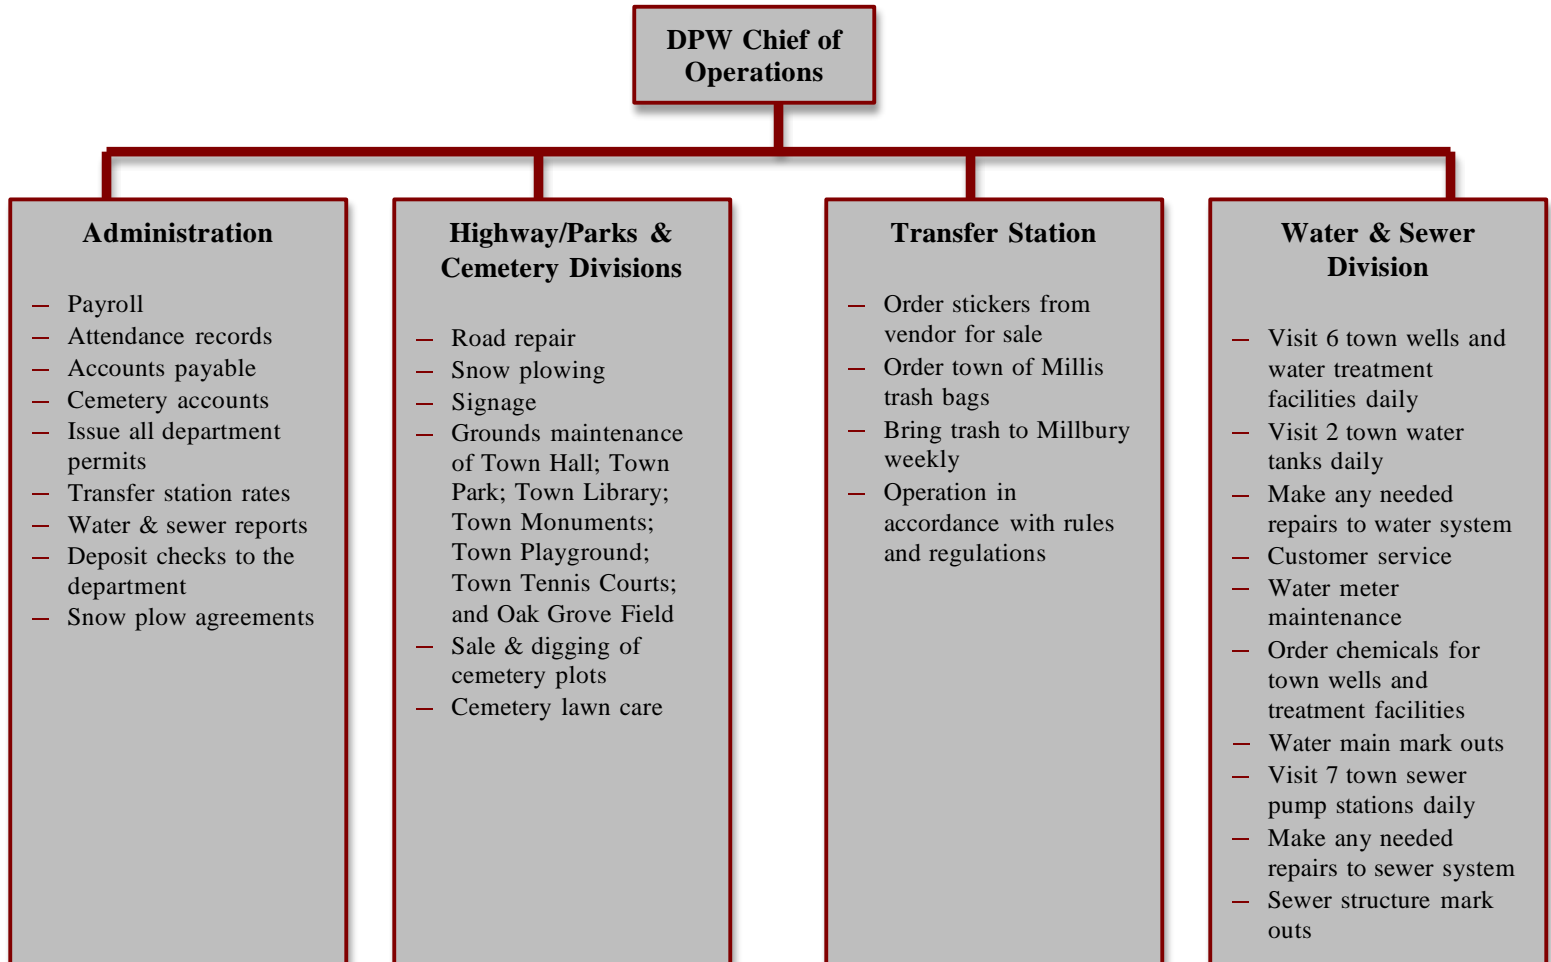 DPW Chief of
Operations
Administration
— Payroll
— Attendance records
— Accounts payable
— Cemetery accounts
— Issue all department
permits
— Transfer station rates
— Water & sewer reports
— Deposit checks to the
department
— Snow plow agreements
Highway/Parks &
Cemetery Divisions
— Road repair
— Snow plowing
— Signage
— Grounds maintenance
of Town Hall; Town
Park; Town Library;
Town Monuments;
Town Playground;
Town Tennis Courts;
and Oak Grove Field
— Sale & digging of
cemetery plots
— Cemetery lawn care
Transfer Station
— Order stickers from
vendor for sale
— Order town of Millis
trash bags
— Bring trash to Millbury
weekly
— Operation in
accordance with rules
and regulations
Water & Sewer
Division
— Visit 6 town wells and
water treatment
facilities daily
— Visit 2 town water
tanks daily
— Make any needed
repairs to water system
— Customer service
— Water meter
maintenance
— Order chemicals for
town wells and
treatment facilities
— Water main mark outs
— Visit 7 town sewer
pump stations daily
— Make any needed
repairs to sewer system
— Sewer structure mark
outs